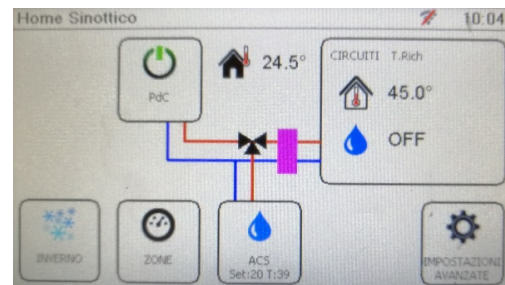 Home Sinottico
10:04
24.5°
CIRCUITI T.Rich
45.0°
OFF
PdC
INVERNO
ZONE
ACS
Set:20 T:39
IMPOSTAZIONI
AVANZATE